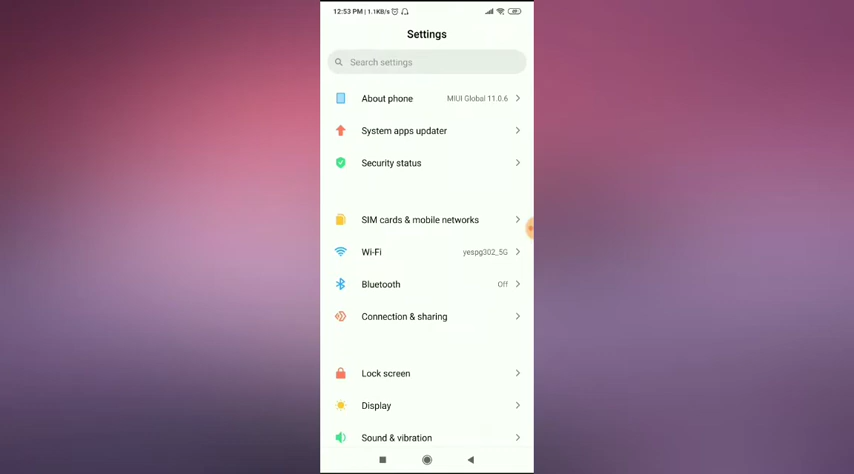 12:53 PM | 1.1KB/s
Settings
Search settings
About phone MIUI Global 11.0.6
System apps updater
Security status
SIM cards & mobile networks
Wi-Fi yespg302_5G
Bluetooth Off
Connection & sharing
Lock screen
Display
Sound & vibration